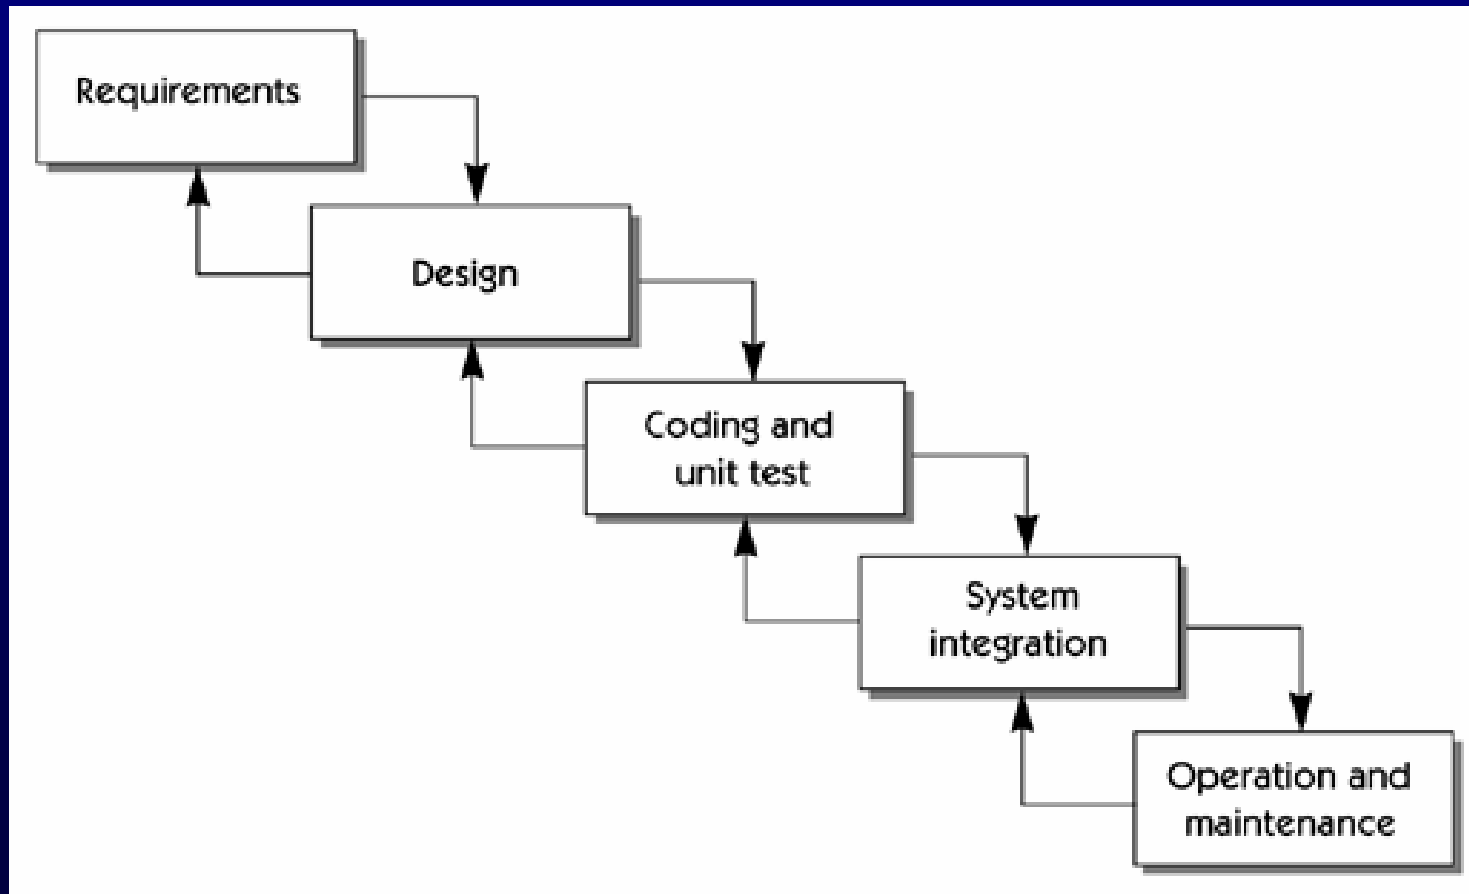 Requirements
Design
Coding and
unit test
System
integration
Operation and
maintenance